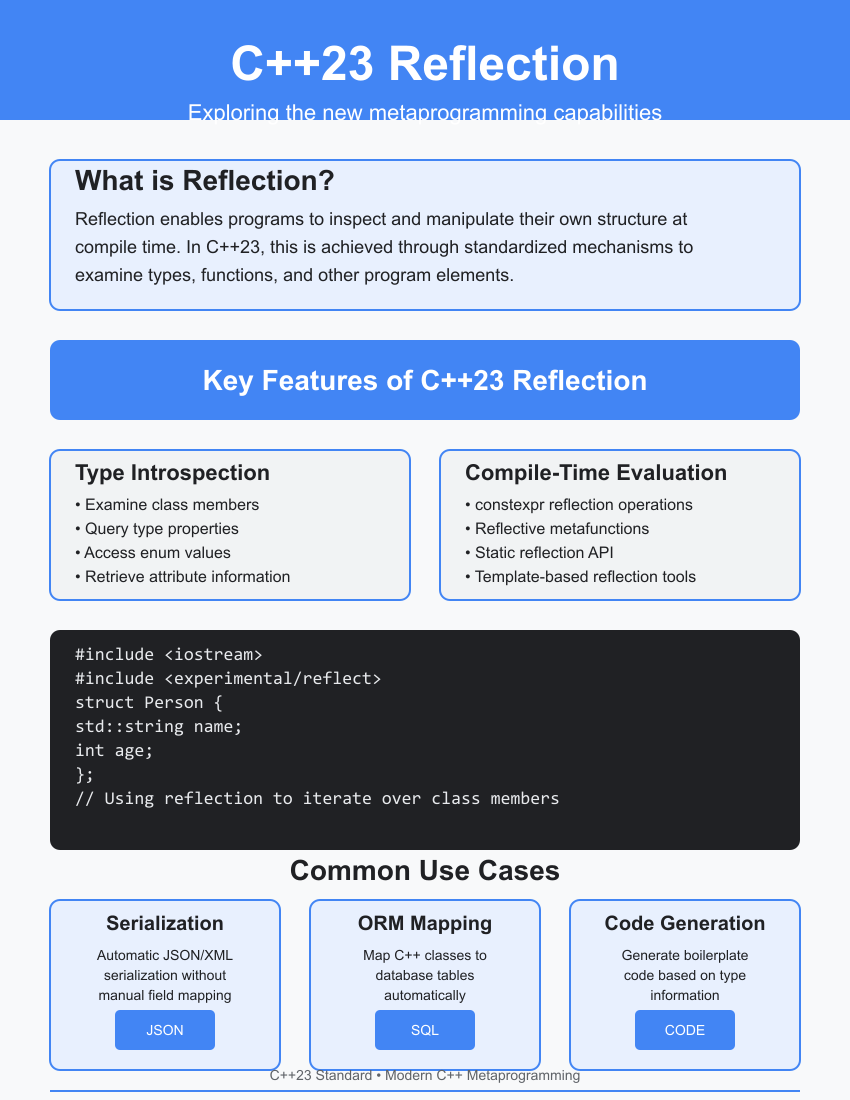 C++23 Reflection
Exploring the new metaprogramming capabilities
What is Reflection?
Reflection enables programs to inspect and manipulate their own structure at
compile time. In C++23, this is achieved through standardized mechanisms to
examine types, functions, and other program elements.
Key Features of C++23 Reflection
Type Introspection
• Examine class members
• Query type properties
• Access enum values
• Retrieve attribute information
Compile-Time Evaluation
• constexpr reflection operations
• Reflective metafunctions
• Static reflection API
• Template-based reflection tools
#include <iostream>
#include <experimental/reflect>
struct Person {
std::string name;
int age;
};
// Using reflection to iterate over class members
Common Use Cases
Serialization
Automatic JSON/XML
serialization without
manual field mapping
JSON
ORM Mapping
Map C++ classes to
database tables
automatically
SQL
Code Generation
Generate boilerplate
code based on type
information
CODE
C++23 Standard • Modern C++ Metaprogramming